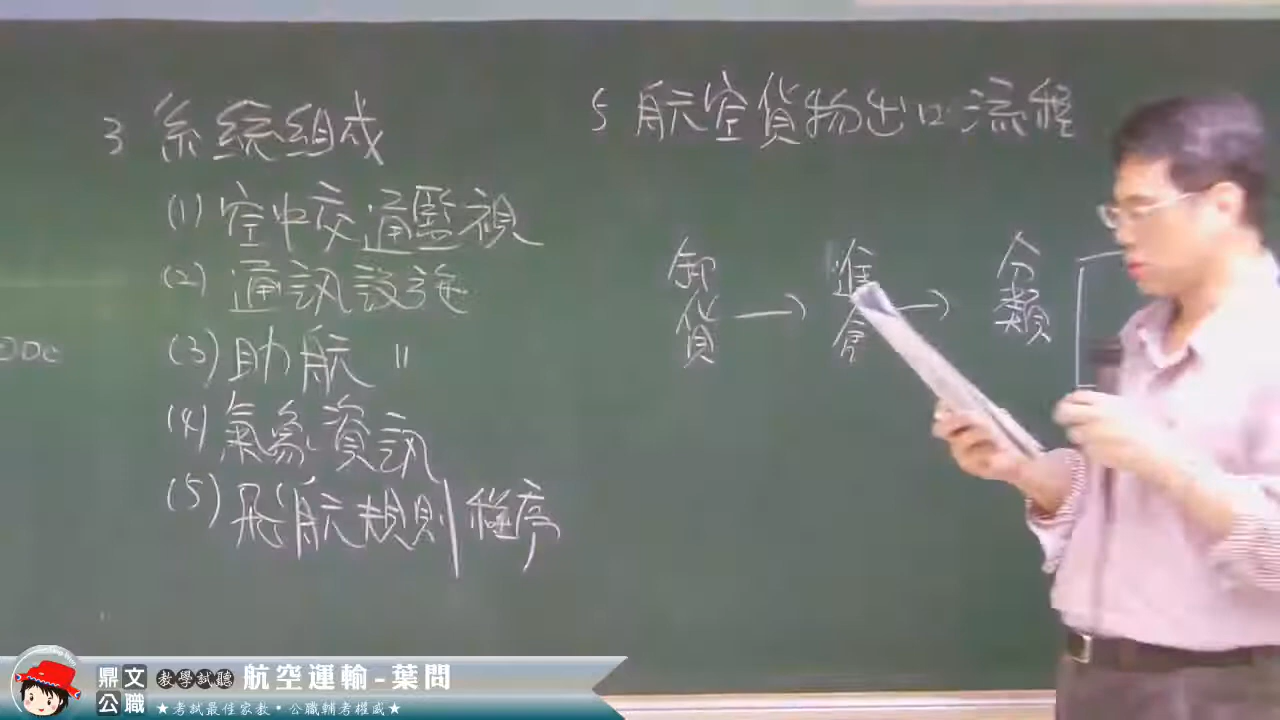 3 系統組成
(1) 空中交通監視
(2) 通訊設施
(3) 助航 〃
(4) 氣象資訊
(5) 飛航規則/程序
5 航空貨物出口流程
卸貨 → 進倉 → 分類
鼎文公職 教學試聽 航空運輸-葉問
★考試最佳家教・公職輔考權威★